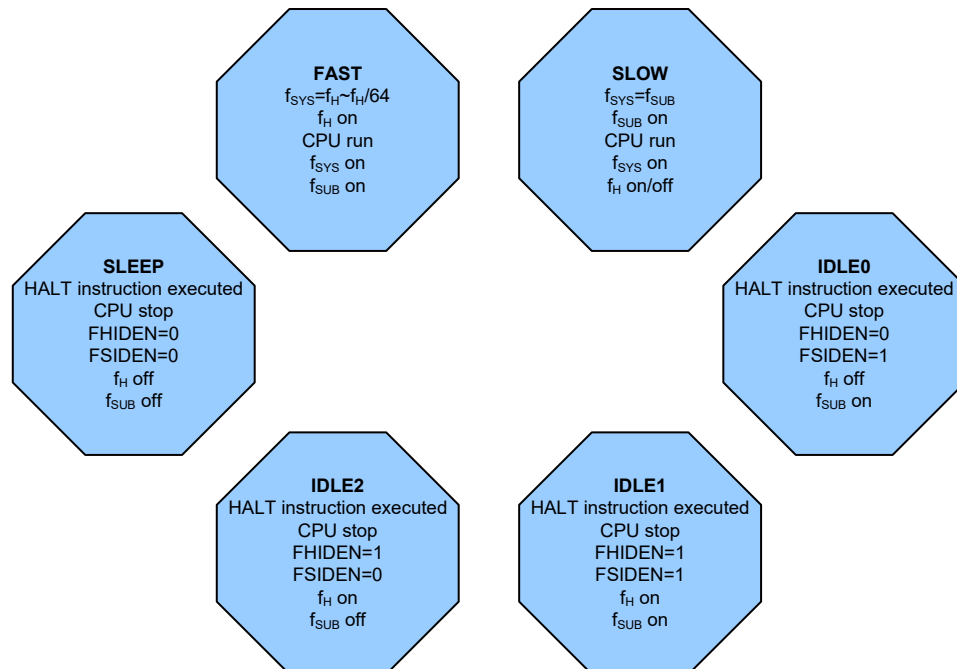 FAST
fSYS=fH~fH/64
fH on
CPU run
fSYS on
fSUB on
SLOW
fSYS=fSUB
fSUB on
CPU run
fSYS on
fH on/off
SLEEP
HALT instruction executed
CPU stop
FHIDEN=0
FSIDEN=0
fH off
fSUB off
IDLE0
HALT instruction executed
CPU stop
FHIDEN=0
FSIDEN=1
fH off
fSUB on
IDLE2
HALT instruction executed
CPU stop
FHIDEN=1
FSIDEN=0
fH on
fSUB off
IDLE1
HALT instruction executed
CPU stop
FHIDEN=1
FSIDEN=1
fH on
fSUB on